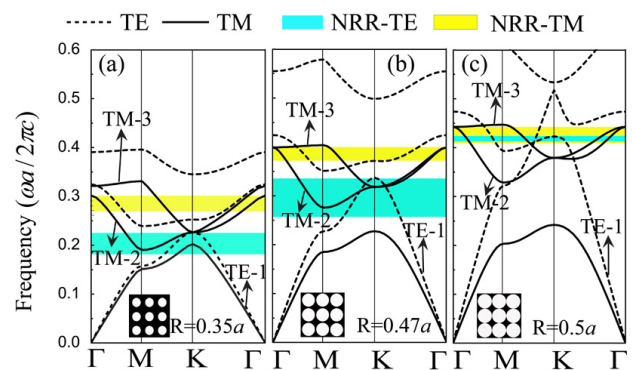 TE TM NRR-TE NRR-TM
Frequency (ωa/2πc)
0.6
0.5
0.4
0.3
0.2
0.1
0.0
(a)
TM-3
TM-2
TE-1
R=0.35a
Γ M K Γ
(b)
TM-3
TM-2
TE-1
R=0.47a
M K Γ
(c)
TM-3
TM-2
TE-1
R=0.5a
M K Γ